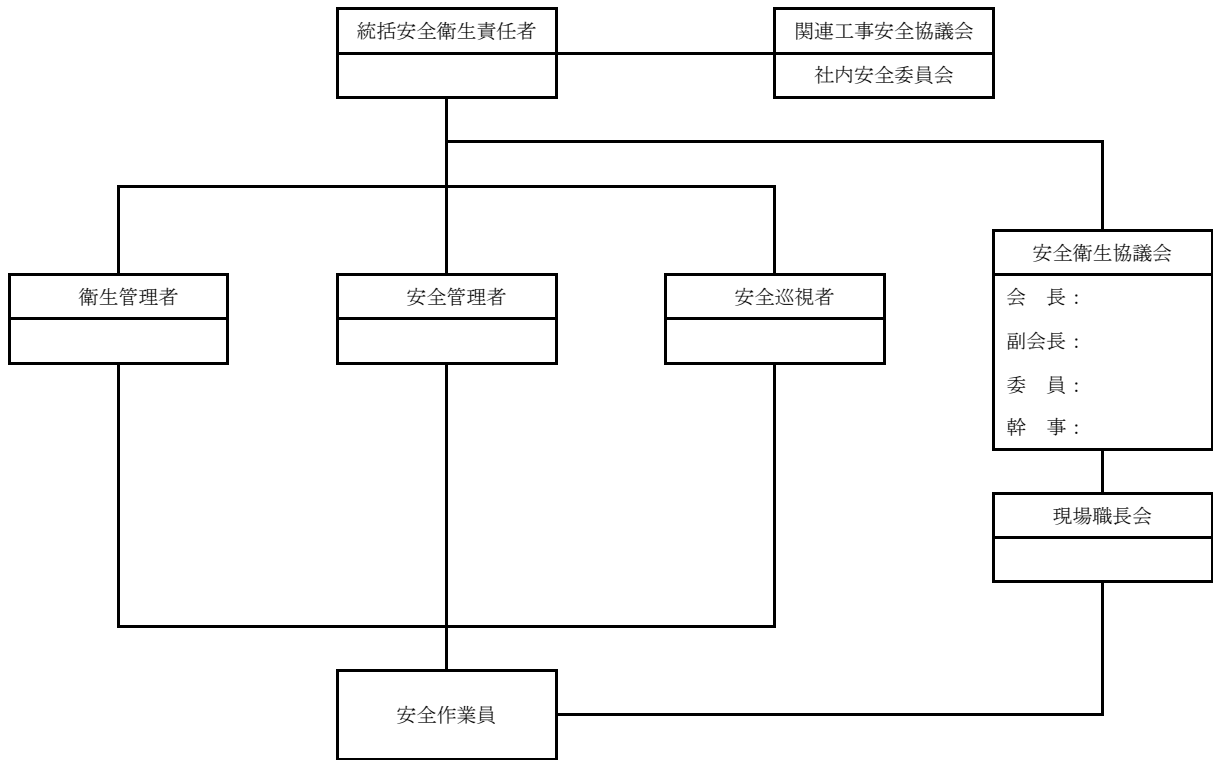 統括安全衛生責任者
関連工事安全協議会
社内安全委員会
安全衛生協議会
会　長：
副会長：
委　員：
幹　事：
衛生管理者
安全管理者
安全巡視者
現場職長会
安全作業員